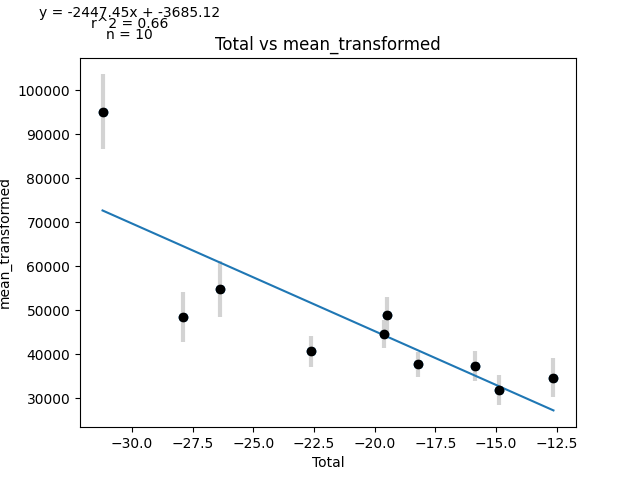 y = -2447.45x + -3685.12
r^2 = 0.66
n = 10
Total vs mean_transformed
100000
90000
80000
70000
60000
50000
40000
30000
mean_transformed
−30.0 −27.5 −25.0 −22.5 −20.0 −17.5 −15.0 −12.5
Total